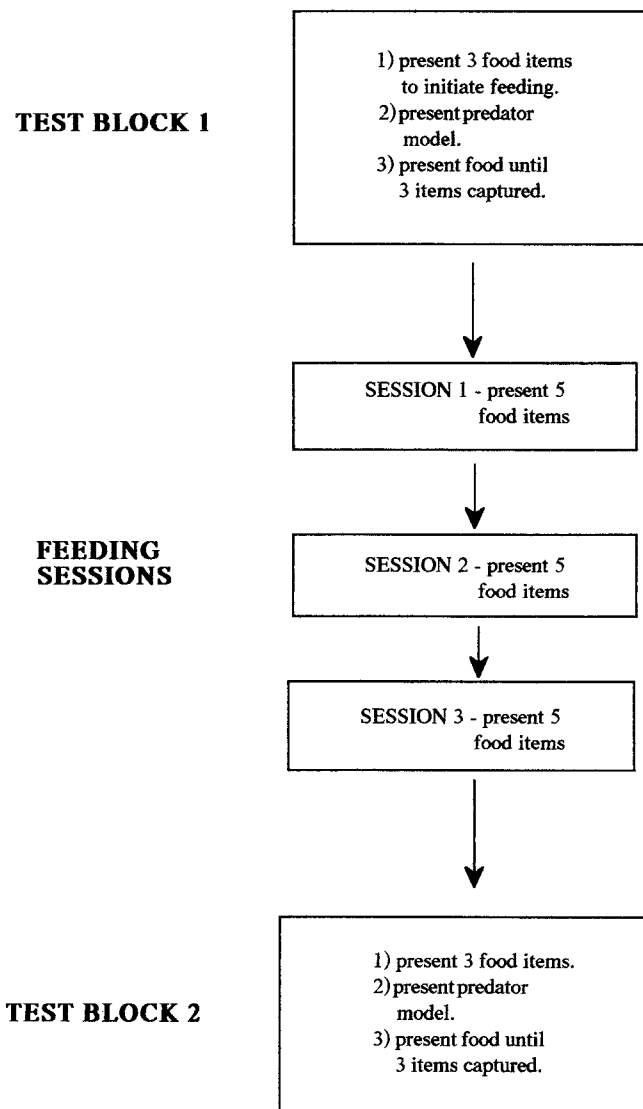 TEST BLOCK 1
1) present 3 food items
to initiate feeding.
2) present predator
model.
3) present food until
3 items captured.
SESSION 1 - present 5
food items
FEEDING
SESSIONS
SESSION 2 - present 5
food items
SESSION 3 - present 5
food items
TEST BLOCK 2
1) present 3 food items.
2) present predator
model.
3) present food until
3 items captured.